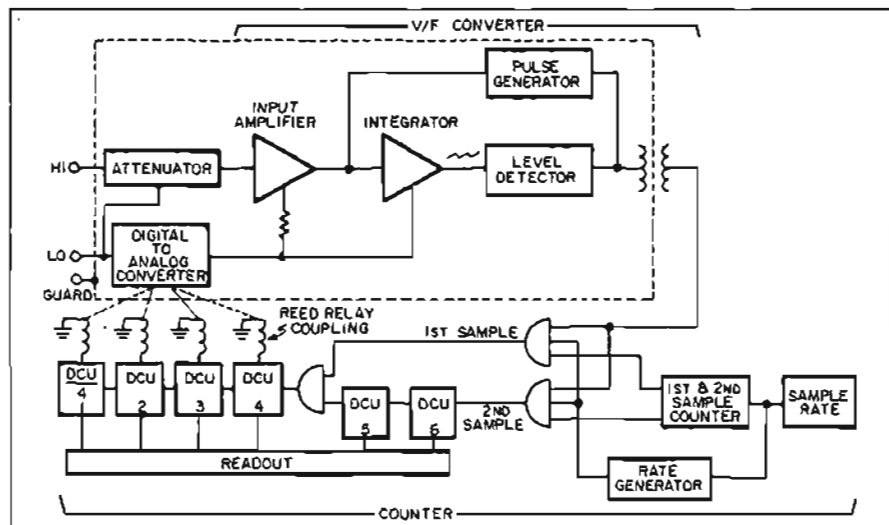 V/F CONVERTER
PULSE
GENERATOR
INPUT
AMPLIFIER
INTEGRATOR
HI
ATTENUATOR
LEVEL
DETECTOR
LO
DIGITAL
TO
ANALOG
CONVERTER
GUARD
REED RELAY
COUPLING
1ST SAMPLE
DCU
4
DCU
2
DCU
3
DCU
4
DCU
5
DCU
6
2ND
SAMPLE
1ST & 2ND
SAMPLE
COUNTER
SAMPLE
RATE
READOUT
RATE
GENERATOR
COUNTER